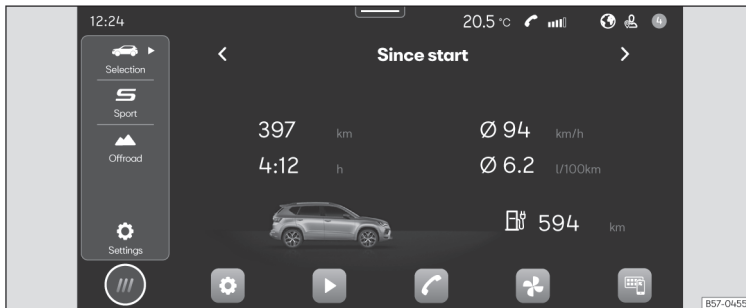 12:24
20.5 °C
4
Selection
Since start
Sport
397 km
Ø 94 km/h
Offroad
4:12 h
Ø 6.2 l/100km
594 km
Settings
B57-0455